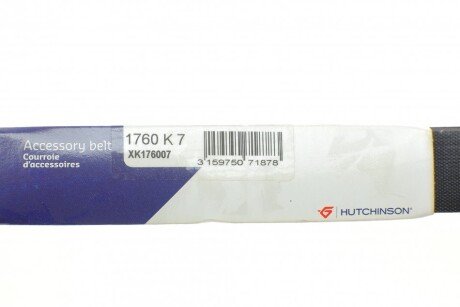 Accessory belt
Courroie
d'accessoires
1760 K 7
XK176007
3 159750 71878
HUTCHINSON